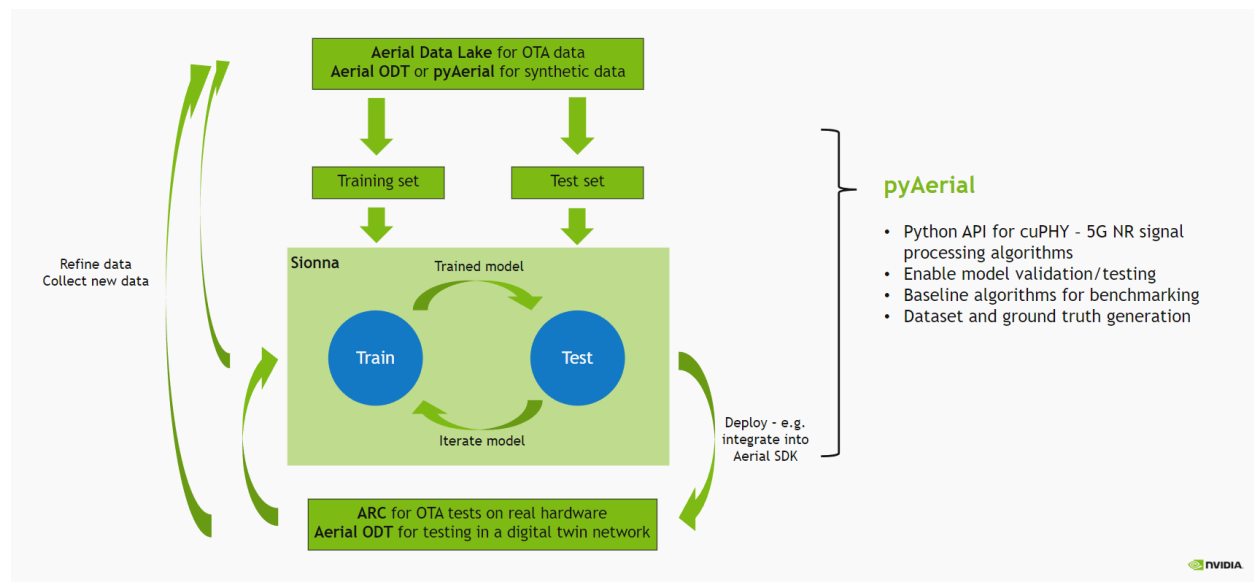 Aerial Data Lake for OTA data
Aerial ODT or pyAerial for synthetic data
Training set
Test set
Refine data
Collect new data
Sionna
Trained model
Train
Test
Iterate model
Deploy – e.g.
integrate into
Aerial SDK
ARC for OTA tests on real hardware
Aerial ODT for testing in a digital twin network
pyAerial
• Python API for cuPHY – 5G NR signal
processing algorithms
• Enable model validation/testing
• Baseline algorithms for benchmarking
• Dataset and ground truth generation
NVIDIA.